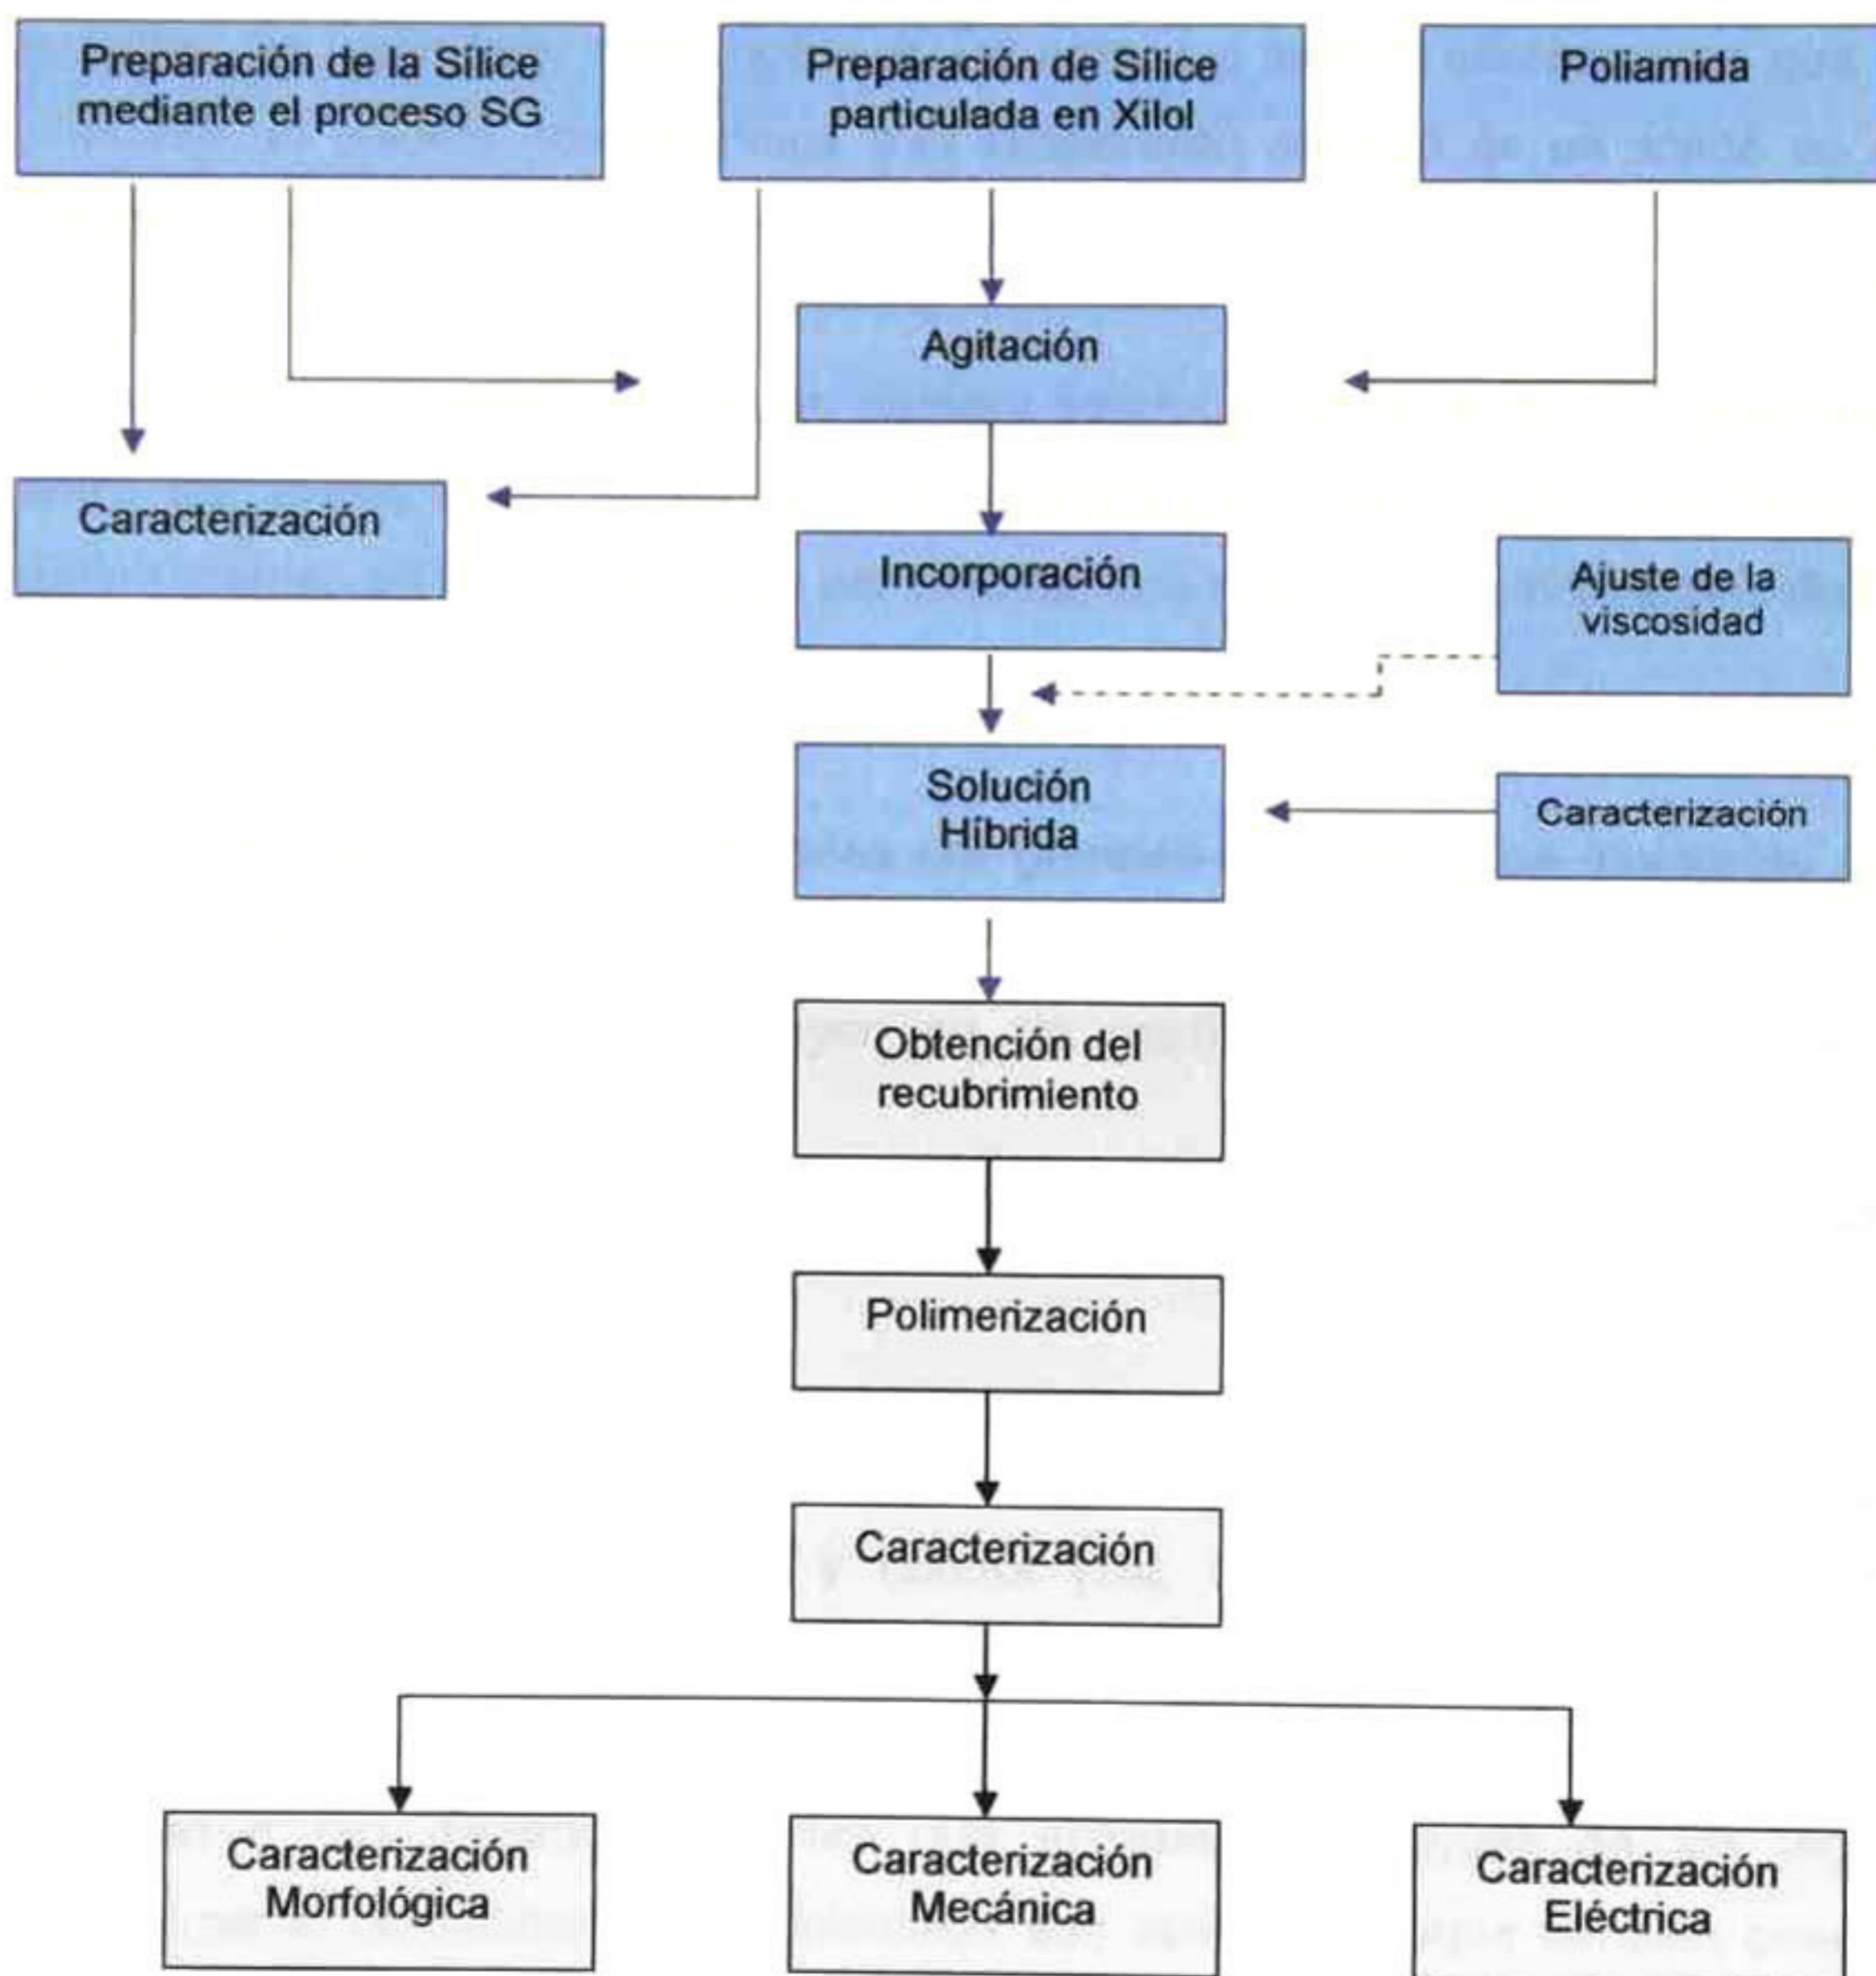 Preparación de la Sílice
mediante el proceso SG
Preparación de Sílice
particulada en Xilol
Poliamida
Agitación
Caracterización
Incorporación
Ajuste de la
viscosidad
Solución
Híbrida
Caracterización
Obtención del
recubrimiento
Polimerización
Caracterización
Caracterización
Morfológica
Caracterización
Mecánica
Caracterización
Eléctrica